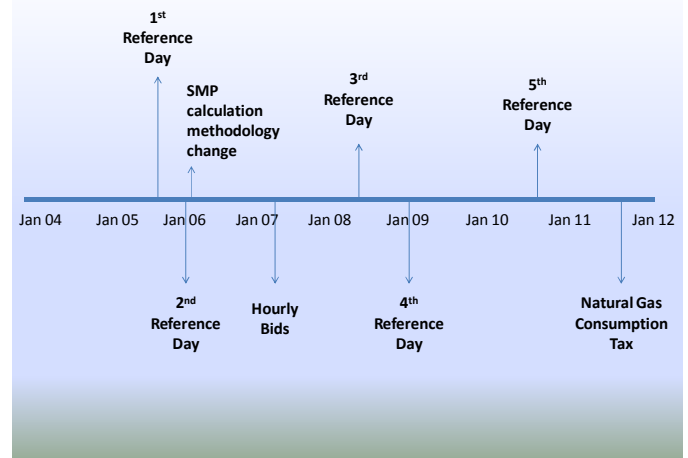 1st
Reference
Day
SMP
calculation
methodology
change
3rd
Reference
Day
5th
Reference
Day
Jan 04 Jan 05 Jan 06 Jan 07 Jan 08 Jan 09 Jan 10 Jan 11 Jan 12
2nd
Reference
Day
Hourly
Bids
4th
Reference
Day
Natural Gas
Consumption
Tax